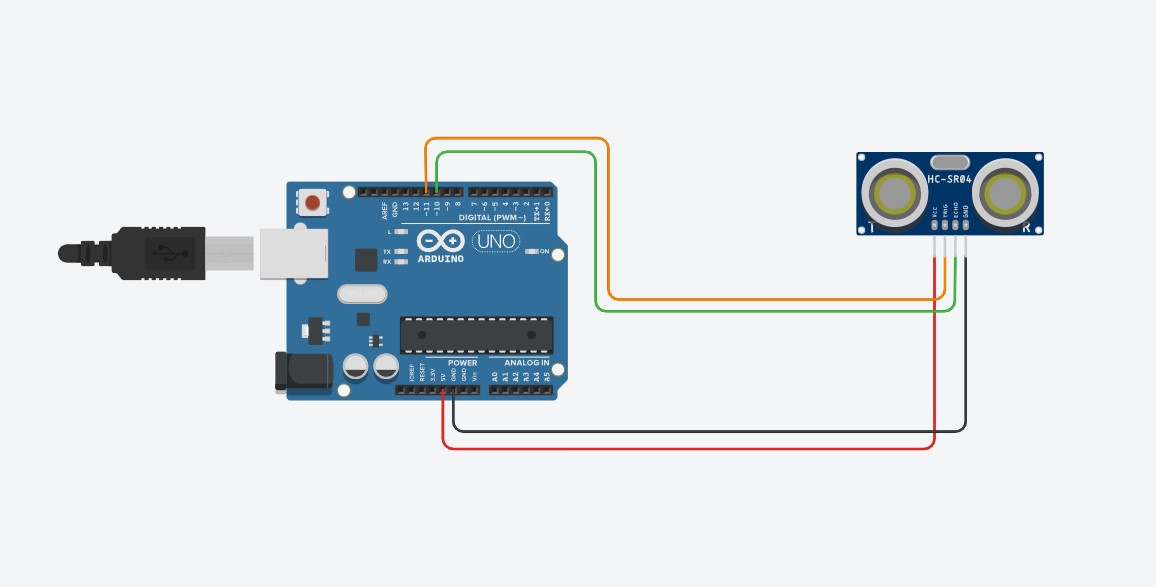 HC-SR04
VCC
TRIG
ECHO
GND
T
R
AREF
GND
13
12
~11
~10
~9
8
7
~6
~5
4
~3
2
TX→1
RX←0
DIGITAL (PWM~)
L
TX
RX
UNO
ARDUINO
ON
POWER
ANALOG IN
IOREF
RESET
3.3V
5V
GND
GND
Vin
A0
A1
A2
A3
A4
A5